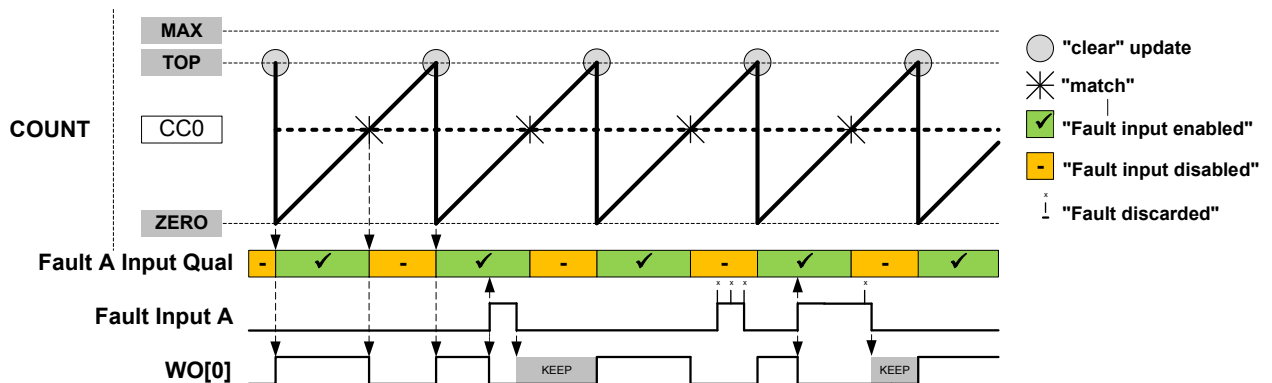 MAX
"clear" update
TOP
"match"
COUNT
CC0
"Fault input enabled"
-
"Fault input disabled"
x
"Fault discarded"
-
ZERO
Fault A Input Qual
- ✓ - ✓ - ✓ - ✓ - ✓
x x x x
Fault Input A
WO[0]
KEEP
KEEP